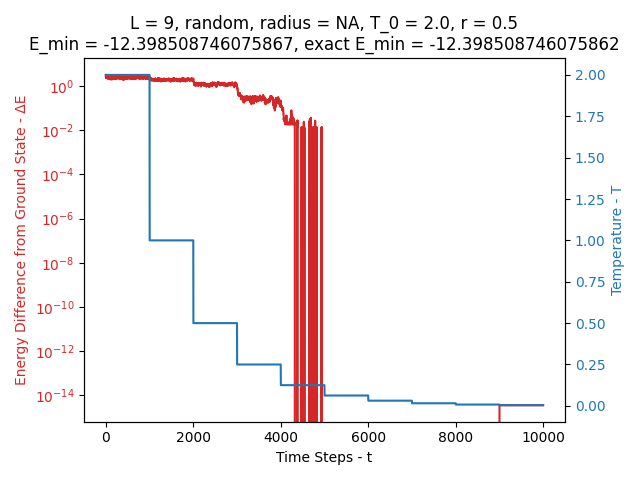 L = 9, random, radius = NA, T_0 = 2.0, r = 0.5
E_min = -12.398508746075867, exact E_min = -12.398508746075862
Energy Difference from Ground State - ΔE
10^0
10^-2
10^-4
10^-6
10^-8
10^-10
10^-12
10^-14
2.00
1.75
1.50
1.25
1.00
0.75
0.50
0.25
0.00
Temperature - T
0 2000 4000 6000 8000 10000
Time Steps - t